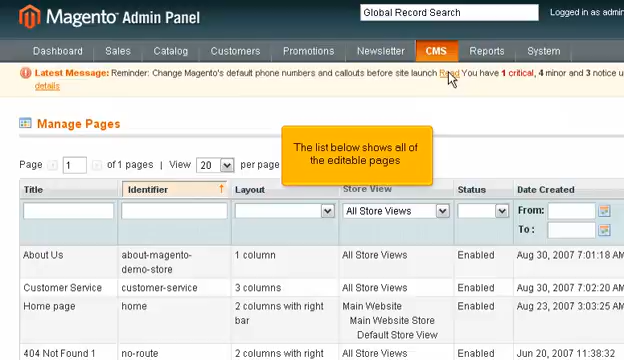 Magento Admin Panel
Global Record Search
Logged in as admin
Dashboard Sales Catalog Customers Promotions Newsletter CMS Reports System
Latest Message: Reminder: Change Magento's default phone numbers and callouts before site launch Read You have 1 critical, 4 minor and 3 notice u
details
Manage Pages
The list below shows all of
the editable pages
Page 1 of 1 pages | View 20 per page
Title Identifier Layout Store View Status Date Created
All Store Views From:
To :
About Us about-magento-demo-store 1 column All Store Views Enabled Aug 30, 2007 7:01:18 AM
Customer Service customer-service 3 columns All Store Views Enabled Aug 30, 2007 7:02:20 AM
Home page home 2 columns with right bar Main Website Enabled Aug 23, 2007 3:03:25 AM
Main Website Store
Default Store View
404 Not Found 1 no-route 2 columns with right All Store Views Enabled Jun 20, 2007 11:38:32